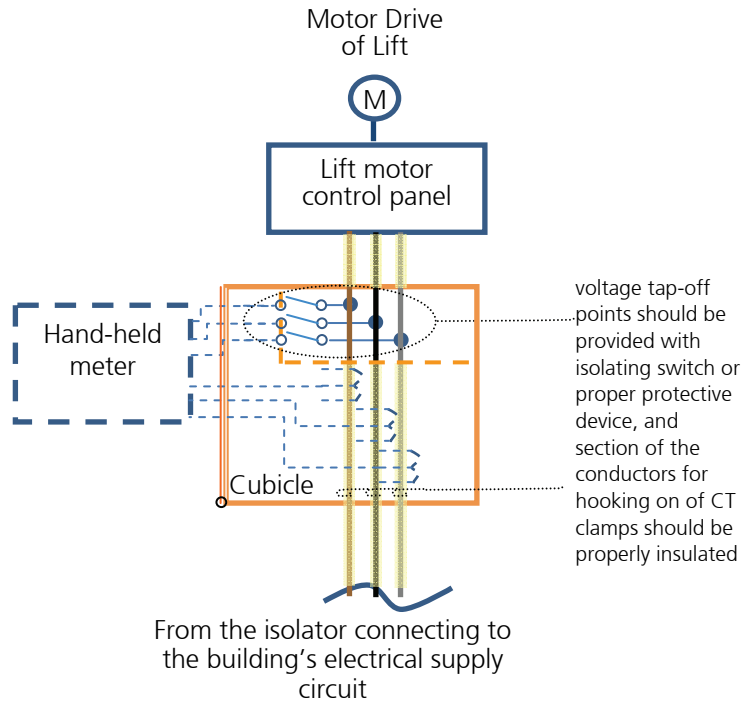 Motor Drive
of Lift
M
Lift motor
control panel
Hand-held
meter
voltage tap-off
points should be
provided with
isolating switch or
proper protective
device, and
section of the
conductors for
hooking on of CT
clamps should be
properly insulated
Cubicle
From the isolator connecting to
the building’s electrical supply
circuit